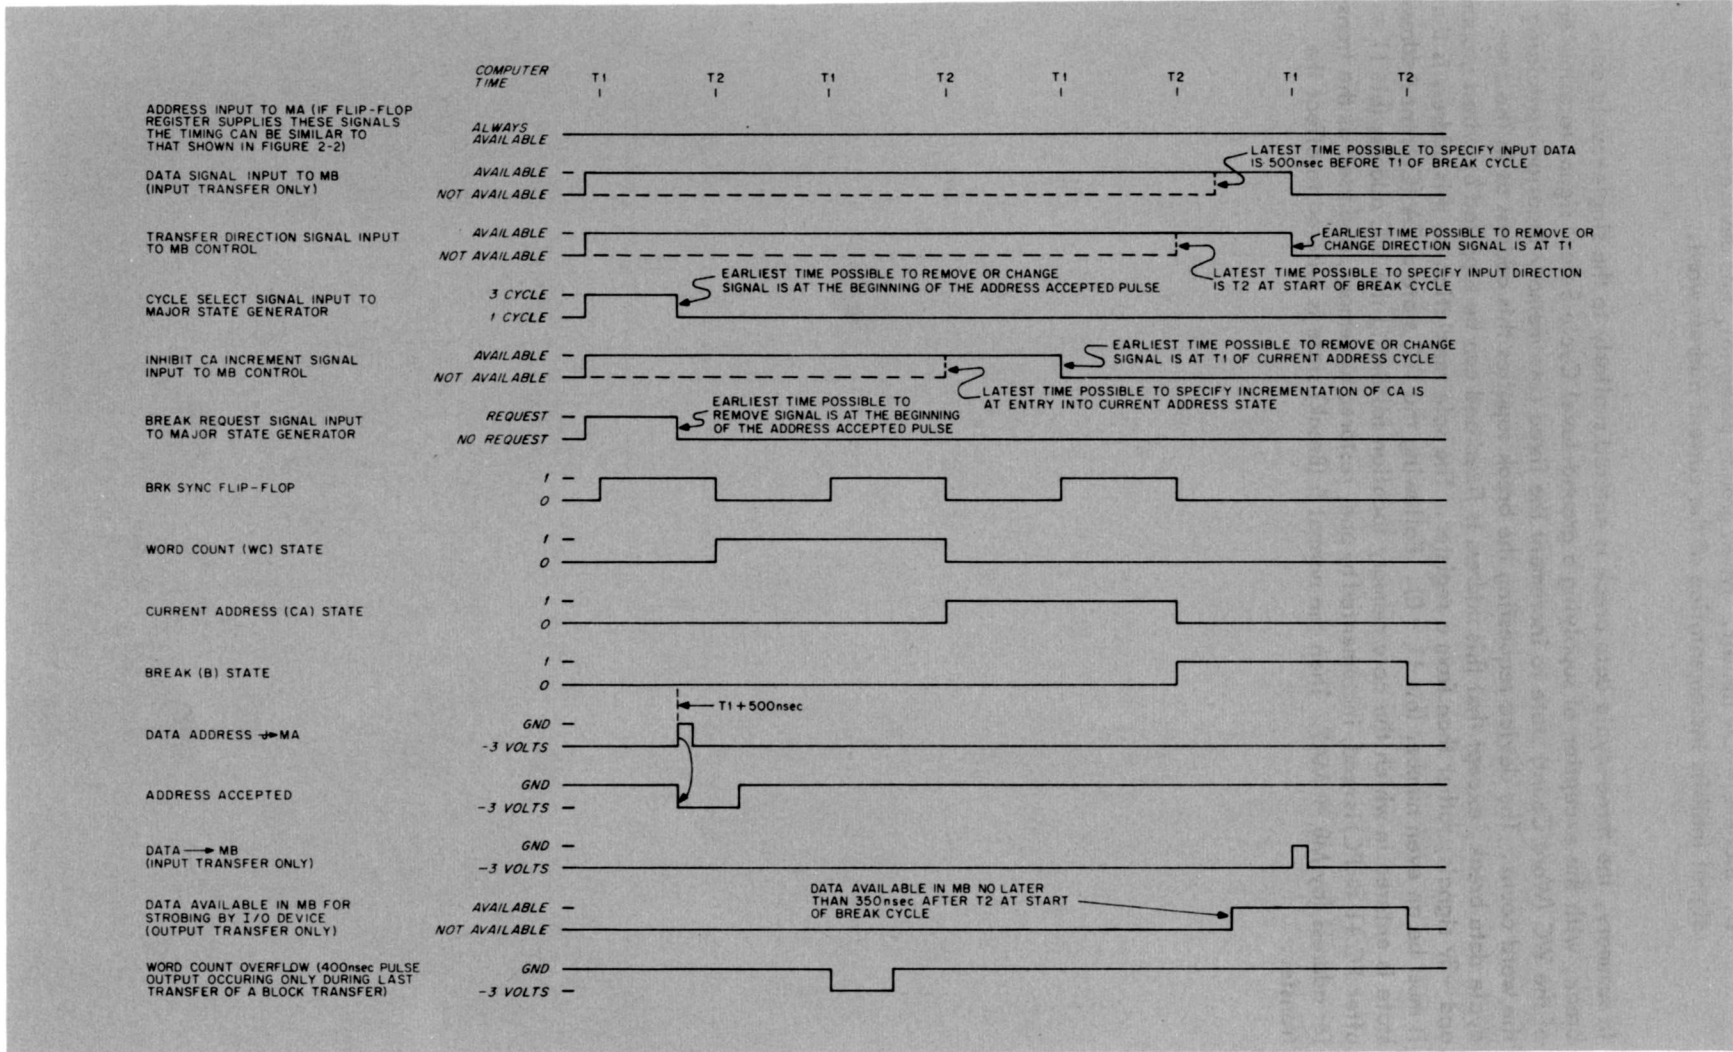 COMPUTER
TIME
T1 T2 T1 T2 T1 T2 T1 T2
ADDRESS INPUT TO MA (IF FLIP-FLOP
REGISTER SUPPLIES THESE SIGNALS
THE TIMING CAN BE SIMILAR TO
THAT SHOWN IN FIGURE 2-2)
ALWAYS
AVAILABLE
DATA SIGNAL INPUT TO MB
(INPUT TRANSFER ONLY)
AVAILABLE
NOT AVAILABLE
LATEST TIME POSSIBLE TO SPECIFY INPUT DATA
IS 500nsec BEFORE T1 OF BREAK CYCLE
TRANSFER DIRECTION SIGNAL INPUT
TO MB CONTROL
AVAILABLE
NOT AVAILABLE
EARLIEST TIME POSSIBLE TO REMOVE OR
CHANGE DIRECTION SIGNAL IS AT T1
LATEST TIME POSSIBLE TO SPECIFY INPUT DIRECTION
IS T2 AT START OF BREAK CYCLE
CYCLE SELECT SIGNAL INPUT TO
MAJOR STATE GENERATOR
3 CYCLE
1 CYCLE
EARLIEST TIME POSSIBLE TO REMOVE OR CHANGE
SIGNAL IS AT THE BEGINNING OF THE ADDRESS ACCEPTED PULSE
INHIBIT CA INCREMENT SIGNAL
INPUT TO MB CONTROL
AVAILABLE
NOT AVAILABLE
EARLIEST TIME POSSIBLE TO REMOVE OR CHANGE
SIGNAL IS AT T1 OF CURRENT ADDRESS CYCLE
LATEST TIME POSSIBLE TO SPECIFY INCREMENTATION OF CA IS
AT ENTRY INTO CURRENT ADDRESS STATE
BREAK REQUEST SIGNAL INPUT
TO MAJOR STATE GENERATOR
REQUEST
NO REQUEST
EARLIEST TIME POSSIBLE TO
REMOVE SIGNAL IS AT THE BEGINNING
OF THE ADDRESS ACCEPTED PULSE
BRK SYNC FLIP-FLOP
1
0
WORD COUNT (WC) STATE
1
0
CURRENT ADDRESS (CA) STATE
1
0
BREAK (B) STATE
1
0
T1+500nsec
DATA ADDRESS → MA
GND
-3 VOLTS
ADDRESS ACCEPTED
GND
-3 VOLTS
DATA → MB
(INPUT TRANSFER ONLY)
GND
-3 VOLTS
DATA AVAILABLE IN MB FOR
STROBING BY I/O DEVICE
(OUTPUT TRANSFER ONLY)
AVAILABLE
NOT AVAILABLE
DATA AVAILABLE IN MB NO LATER
THAN 350nsec AFTER T2 AT START
OF BREAK CYCLE
WORD COUNT OVERFLOW (400nsec PULSE
OUTPUT OCCURING ONLY DURING LAST
TRANSFER OF A BLOCK TRANSFER)
GND
-3 VOLTS